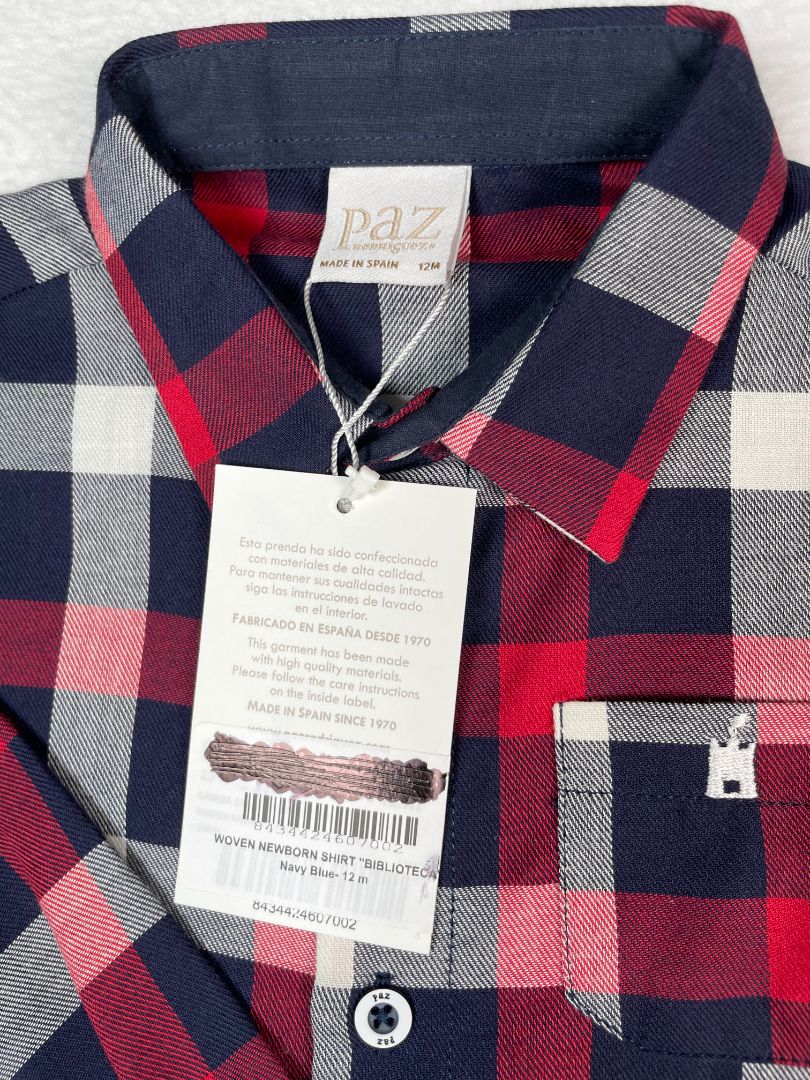 paz
RODRIGUEZ
MADE IN SPAIN 12M
Esta prenda ha sido confeccionada
con materiales de alta calidad.
Para mantener sus cualidades intactas
siga las instrucciones de lavado
en el interior.
FABRICADO EN ESPAÑA DESDE 1970
This garment has been made
with high quality materials.
Please follow the care instructions
on the inside label.
MADE IN SPAIN SINCE 1970
8434424607002
WOVEN NEWBORN SHIRT "BIBLIOTECA
Navy Blue- 12 m
8434424607002
paz
paz